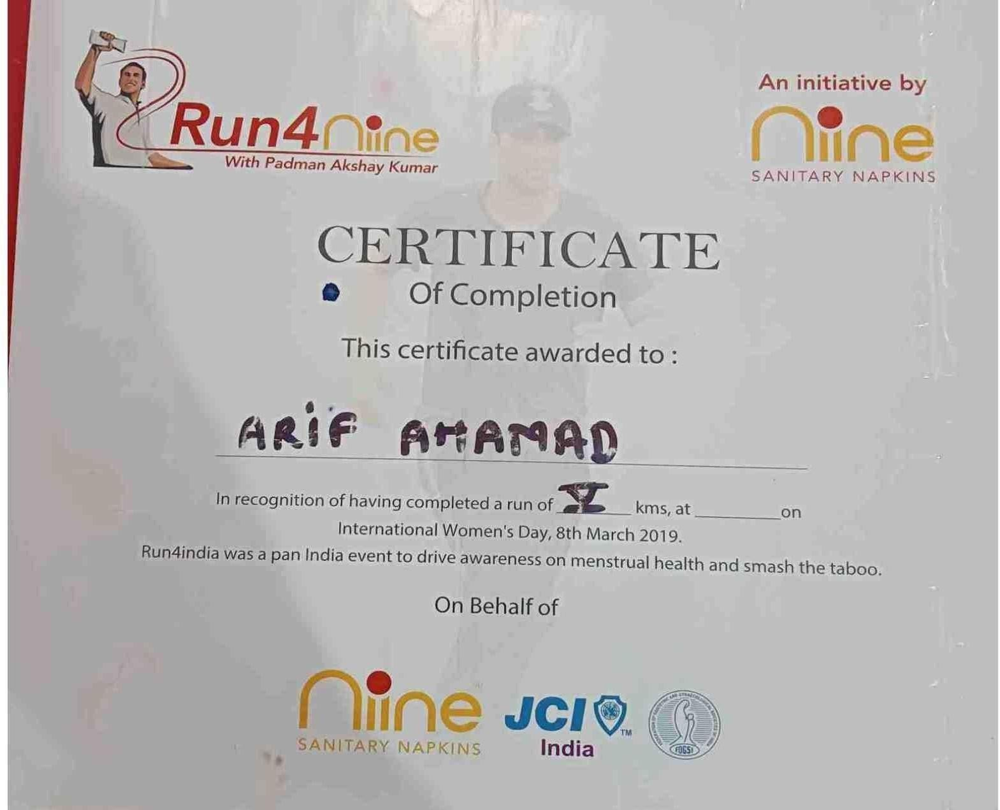 Run4niine
With Padman Akshay Kumar
An initiative by
niine
SANITARY NAPKINS
CERTIFICATE
Of Completion
This certificate awarded to :
ARiF AHAMAD
In recognition of having completed a run of V kms, at ________ on
International Women's Day, 8th March 2019.
Run4india was a pan India event to drive awareness on menstrual health and smash the taboo.
On Behalf of
niine
SANITARY NAPKINS
JCI TM
India
FOGSI